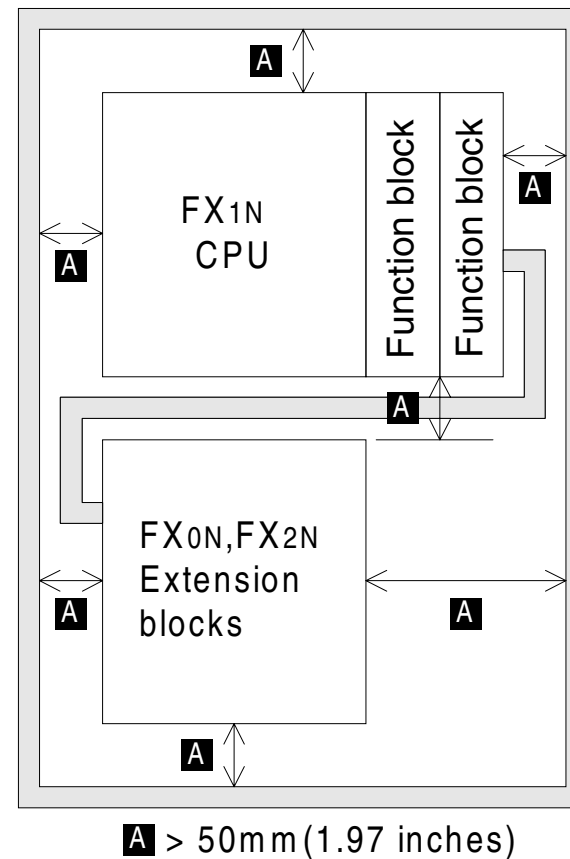 A
FX1N
CPU
Function block
Function block
A
A
A
FX0N,FX2N
Extension
blocks
A
A
A
A > 50mm(1.97 inches)